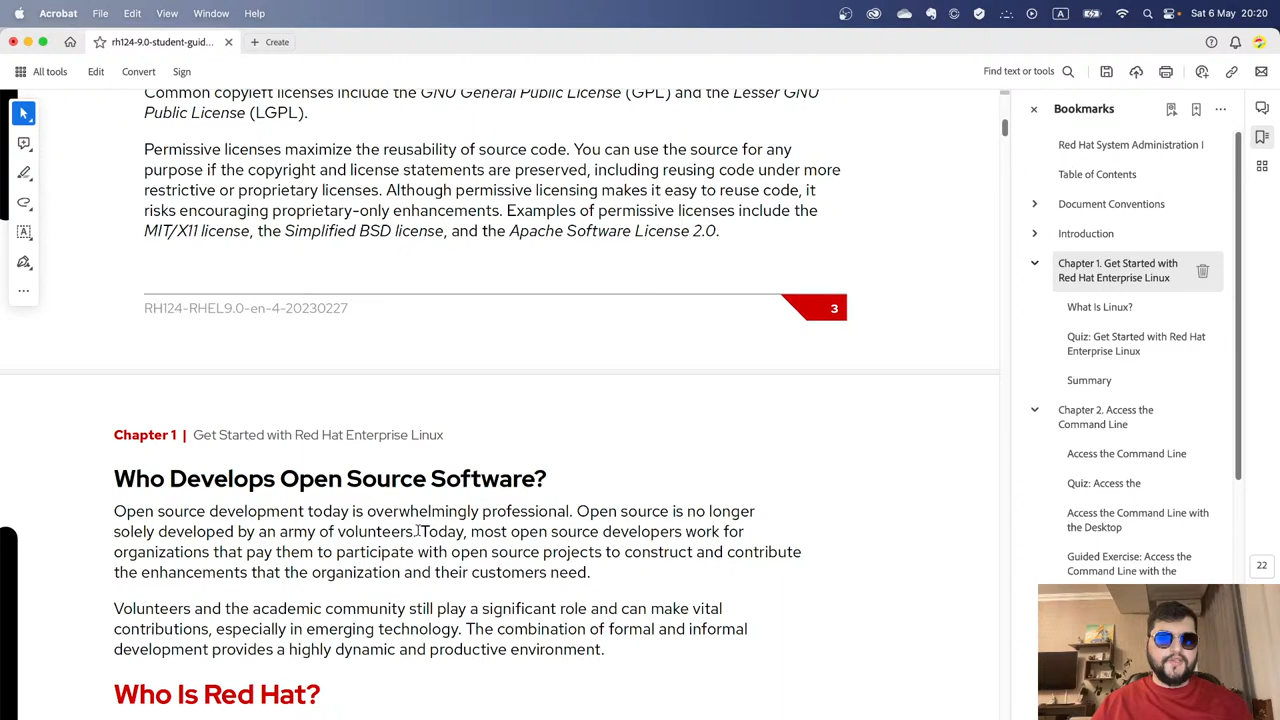 Acrobat File Edit View Window Help
A
Sat 6 May 20:20
rh124-9.0-student-guid...
Create
All tools Edit Convert Sign
Find text or tools
Common copyleft licenses include the GNU General Public License (GPL) and the Lesser GNU
Public License (LGPL).
Permissive licenses maximize the reusability of source code. You can use the source for any
purpose if the copyright and license statements are preserved, including reusing code under more
restrictive or proprietary licenses. Although permissive licensing makes it easy to reuse code, it
risks encouraging proprietary-only enhancements. Examples of permissive licenses include the
MIT/X11 license, the Simplified BSD license, and the Apache Software License 2.0.
RH124-RHEL9.0-en-4-20230227
3
Chapter 1 | Get Started with Red Hat Enterprise Linux
Who Develops Open Source Software?
Open source development today is overwhelmingly professional. Open source is no longer
solely developed by an army of volunteers. Today, most open source developers work for
organizations that pay them to participate with open source projects to construct and contribute
the enhancements that the organization and their customers need.
Volunteers and the academic community still play a significant role and can make vital
contributions, especially in emerging technology. The combination of formal and informal
development provides a highly dynamic and productive environment.
Who Is Red Hat?
Bookmarks
Red Hat System Administration I
Table of Contents
Document Conventions
Introduction
Chapter 1. Get Started with
Red Hat Enterprise Linux
What Is Linux?
Quiz: Get Started with Red Hat
Enterprise Linux
Summary
Chapter 2. Access the
Command Line
Access the Command Line
Quiz: Access the
Access the Command Line with
the Desktop
Guided Exercise: Access the
Command Line with the
22